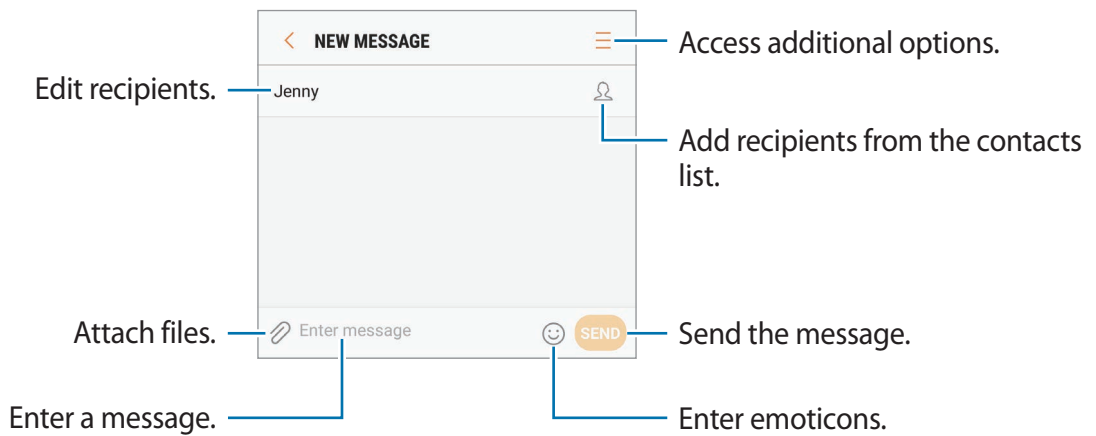 NEW MESSAGE
Access additional options.
Edit recipients.
Jenny
Add recipients from the contacts
list.
Attach files.
Enter message
SEND
Send the message.
Enter a message.
Enter emoticons.